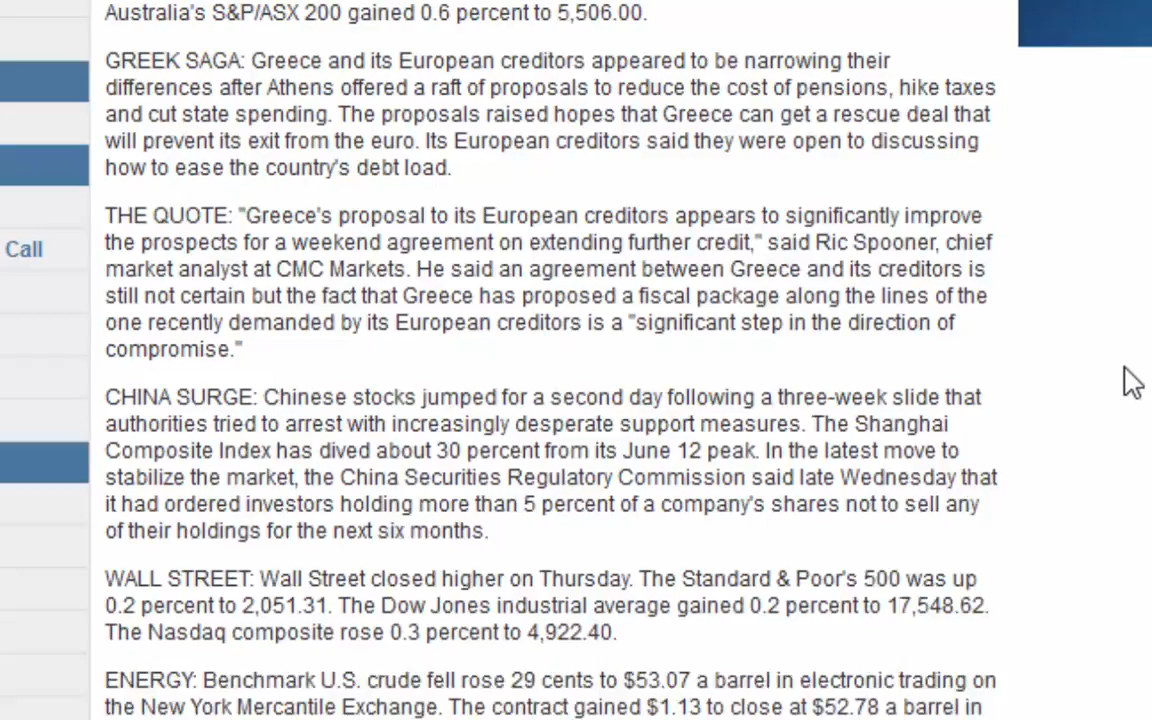 Australia's S&P/ASX 200 gained 0.6 percent to 5,506.00.
GREEK SAGA: Greece and its European creditors appeared to be narrowing their
differences after Athens offered a raft of proposals to reduce the cost of pensions, hike taxes
and cut state spending. The proposals raised hopes that Greece can get a rescue deal that
will prevent its exit from the euro. Its European creditors said they were open to discussing
how to ease the country's debt load.
THE QUOTE: "Greece's proposal to its European creditors appears to significantly improve
the prospects for a weekend agreement on extending further credit," said Ric Spooner, chief
Call
market analyst at CMC Markets. He said an agreement between Greece and its creditors is
still not certain but the fact that Greece has proposed a fiscal package along the lines of the
one recently demanded by its European creditors is a "significant step in the direction of
compromise."
CHINA SURGE: Chinese stocks jumped for a second day following a three-week slide that
authorities tried to arrest with increasingly desperate support measures. The Shanghai
Composite Index has dived about 30 percent from its June 12 peak. In the latest move to
stabilize the market, the China Securities Regulatory Commission said late Wednesday that
it had ordered investors holding more than 5 percent of a company's shares not to sell any
of their holdings for the next six months.
WALL STREET: Wall Street closed higher on Thursday. The Standard & Poor's 500 was up
0.2 percent to 2,051.31. The Dow Jones industrial average gained 0.2 percent to 17,548.62.
The Nasdaq composite rose 0.3 percent to 4,922.40.
ENERGY: Benchmark U.S. crude fell rose 29 cents to $53.07 a barrel in electronic trading on
the New York Mercantile Exchange. The contract gained $1.13 to close at $52.78 a barrel in